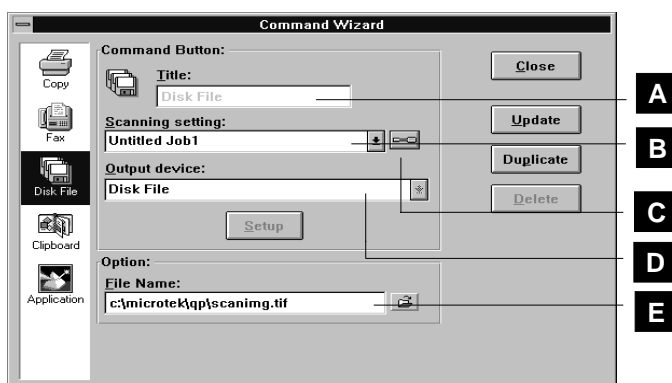 Command Wizard
Copy
Fax
Disk File
Clipboard
Application
Command Button:
Title:
Disk File
Scanning setting:
Untitled Job1
Output device:
Disk File
Setup
Option:
File Name:
c:\microtek\qp\scanimg.tif
Close
Update
Duplicate
Delete
A
B
C
D
E